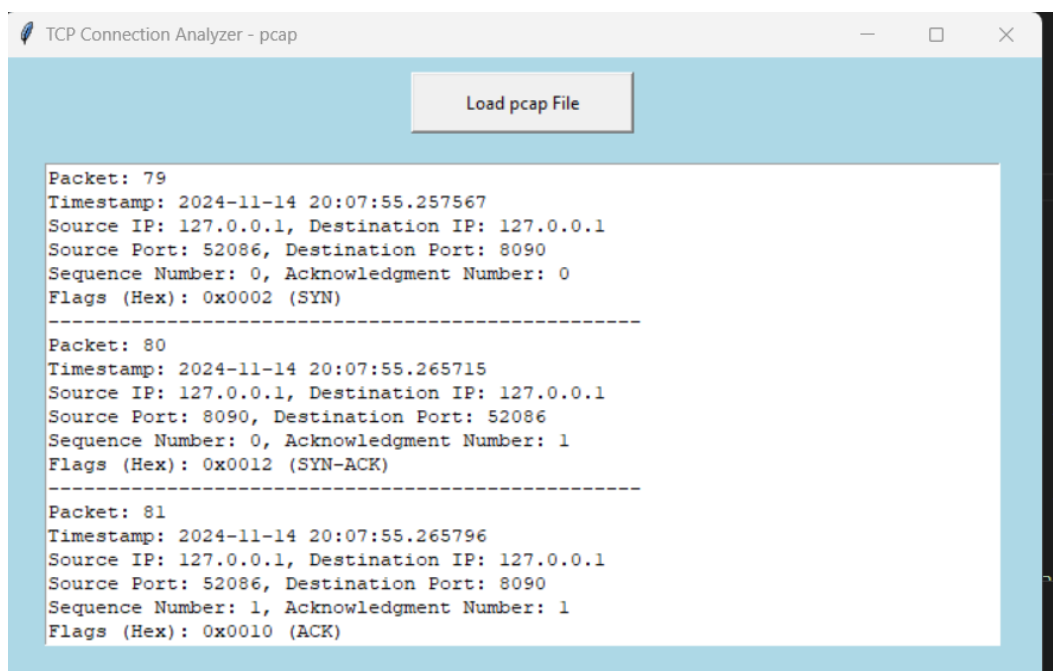 TCP Connection Analyzer - pcap
Load pcap File
Packet: 79
Timestamp: 2024-11-14 20:07:55.257567
Source IP: 127.0.0.1, Destination IP: 127.0.0.1
Source Port: 52086, Destination Port: 8090
Sequence Number: 0, Acknowledgment Number: 0
Flags (Hex): 0x0002 (SYN)
--------------------------------------------------
Packet: 80
Timestamp: 2024-11-14 20:07:55.265715
Source IP: 127.0.0.1, Destination IP: 127.0.0.1
Source Port: 8090, Destination Port: 52086
Sequence Number: 0, Acknowledgment Number: 1
Flags (Hex): 0x0012 (SYN-ACK)
--------------------------------------------------
Packet: 81
Timestamp: 2024-11-14 20:07:55.265796
Source IP: 127.0.0.1, Destination IP: 127.0.0.1
Source Port: 52086, Destination Port: 8090
Sequence Number: 1, Acknowledgment Number: 1
Flags (Hex): 0x0010 (ACK)